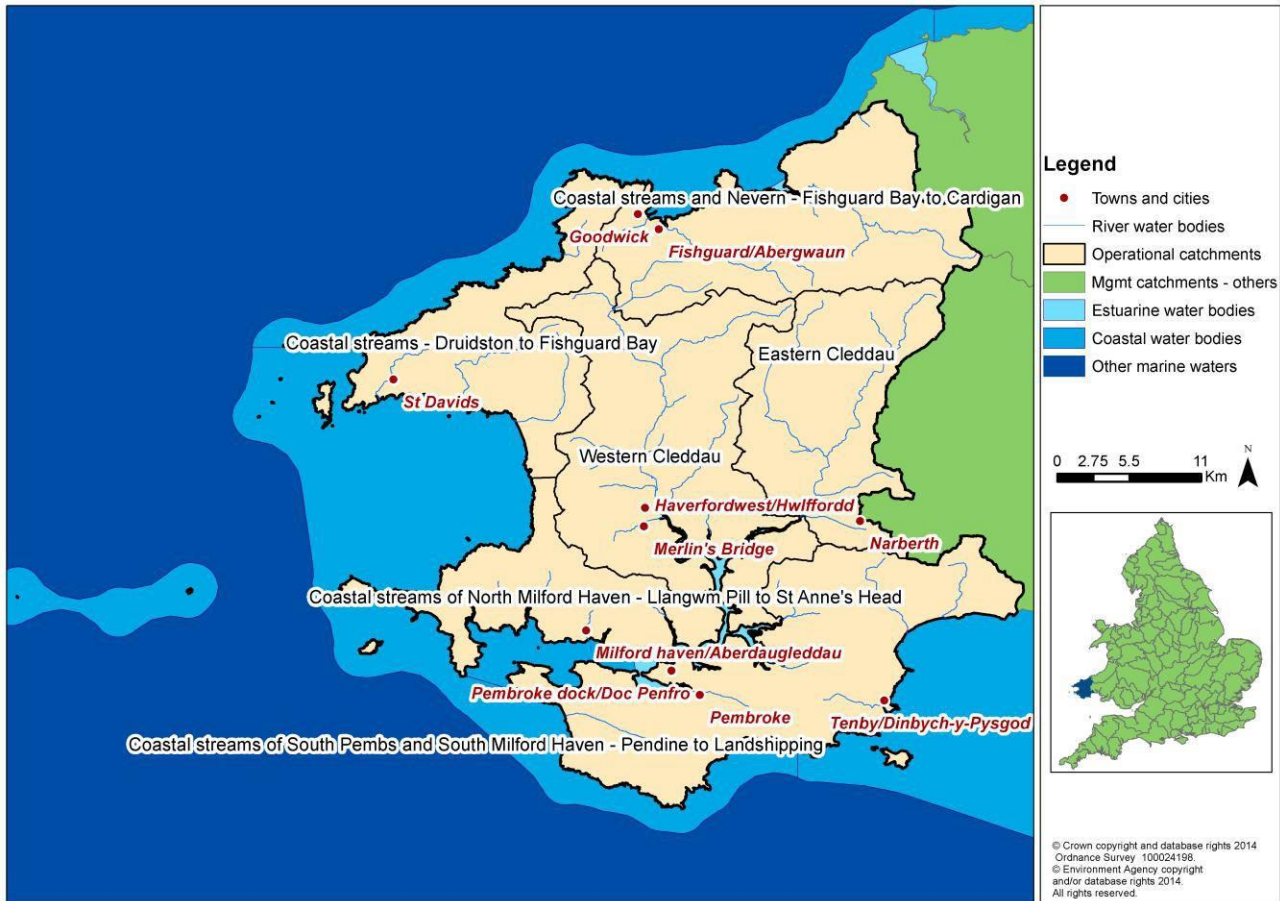 Coastal streams and Nevern - Fishguard Bay to Cardigan
Goodwick
Fishguard/Abergwaun
Coastal streams - Druidston to Fishguard Bay
Eastern Cleddau
St Davids
Western Cleddau
Haverfordwest/Hwlffordd
Merlin's Bridge
Narberth
Coastal streams of North Milford Haven - Llangwm Pill to St Anne's Head
Milford haven/Aberdaugleddau
Pembroke dock/Doc Penfro
Pembroke
Tenby/Dinbych-y-Pysgod
Coastal streams of South Pembs and South Milford Haven - Pendine to Landshipping
Legend
Towns and cities
River water bodies
Operational catchments
Mgmt catchments - others
Estuarine water bodies
Coastal water bodies
Other marine waters
0 2.75 5.5 11
Km
N
© Crown copyright and database rights 2014
Ordnance Survey 100024198.
© Environment Agency copyright
and/or database rights 2014.
All rights reserved.